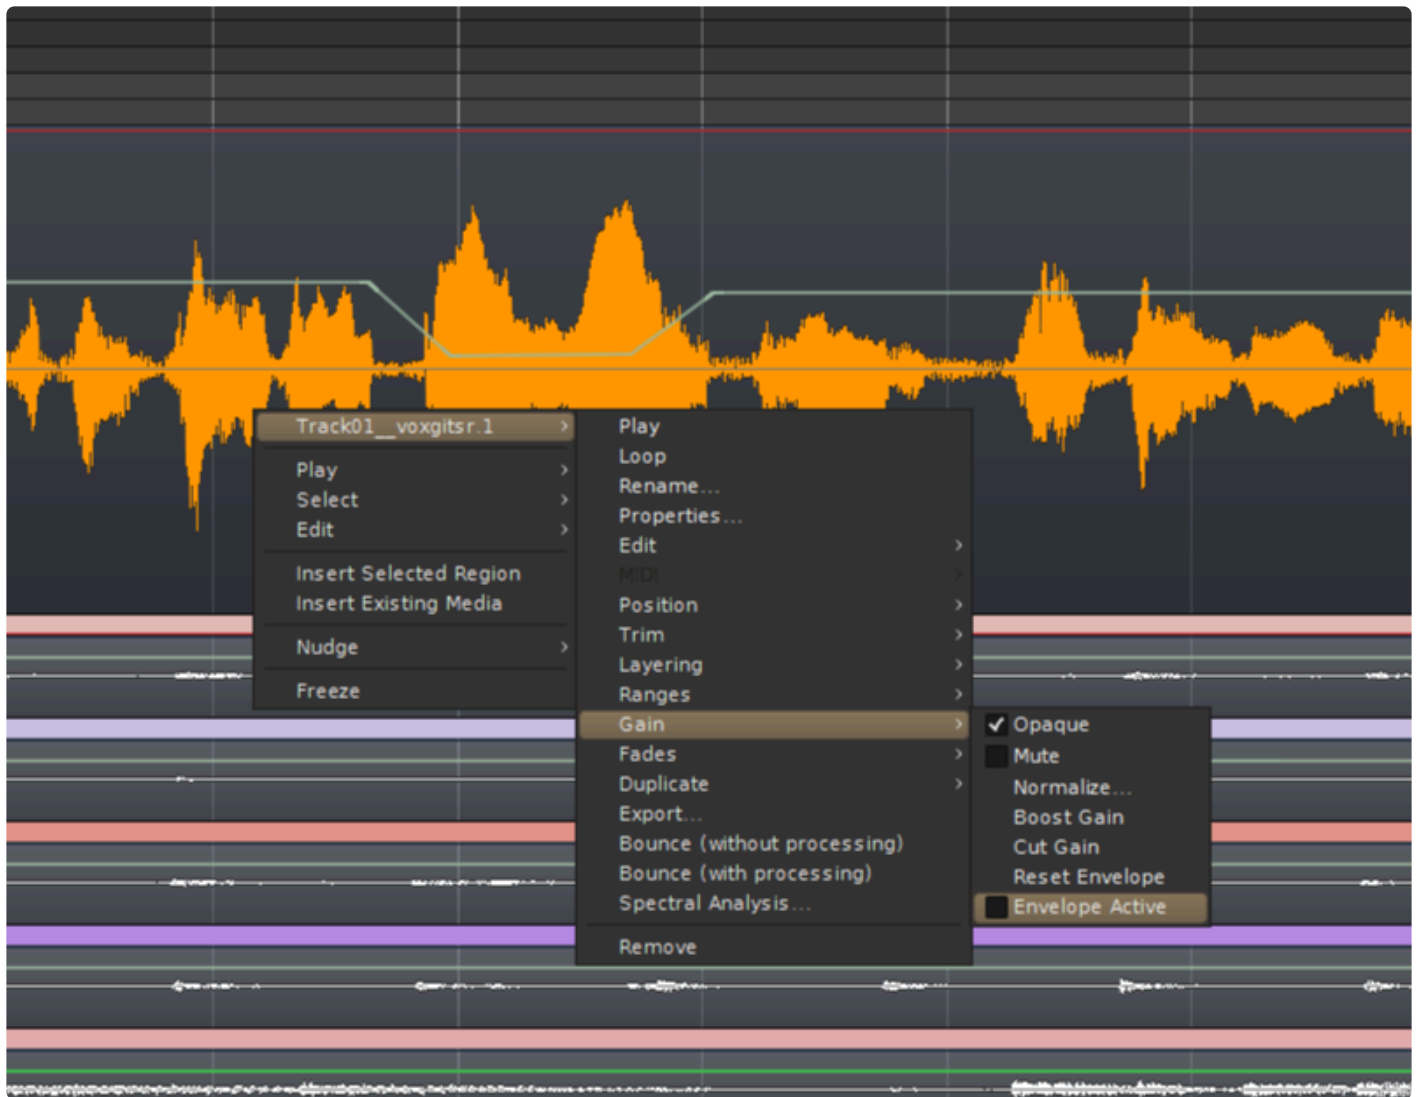 Track01__voxgitsr.1
Play
Select
Edit
Insert Selected Region
Insert Existing Media
Nudge
Freeze
Play
Loop
Rename...
Properties...
Edit
MIDI
Position
Trim
Layering
Ranges
Gain
Fades
Duplicate
Export...
Bounce (without processing)
Bounce (with processing)
Spectral Analysis...
Remove
Opaque
Mute
Normalize...
Boost Gain
Cut Gain
Reset Envelope
Envelope Active